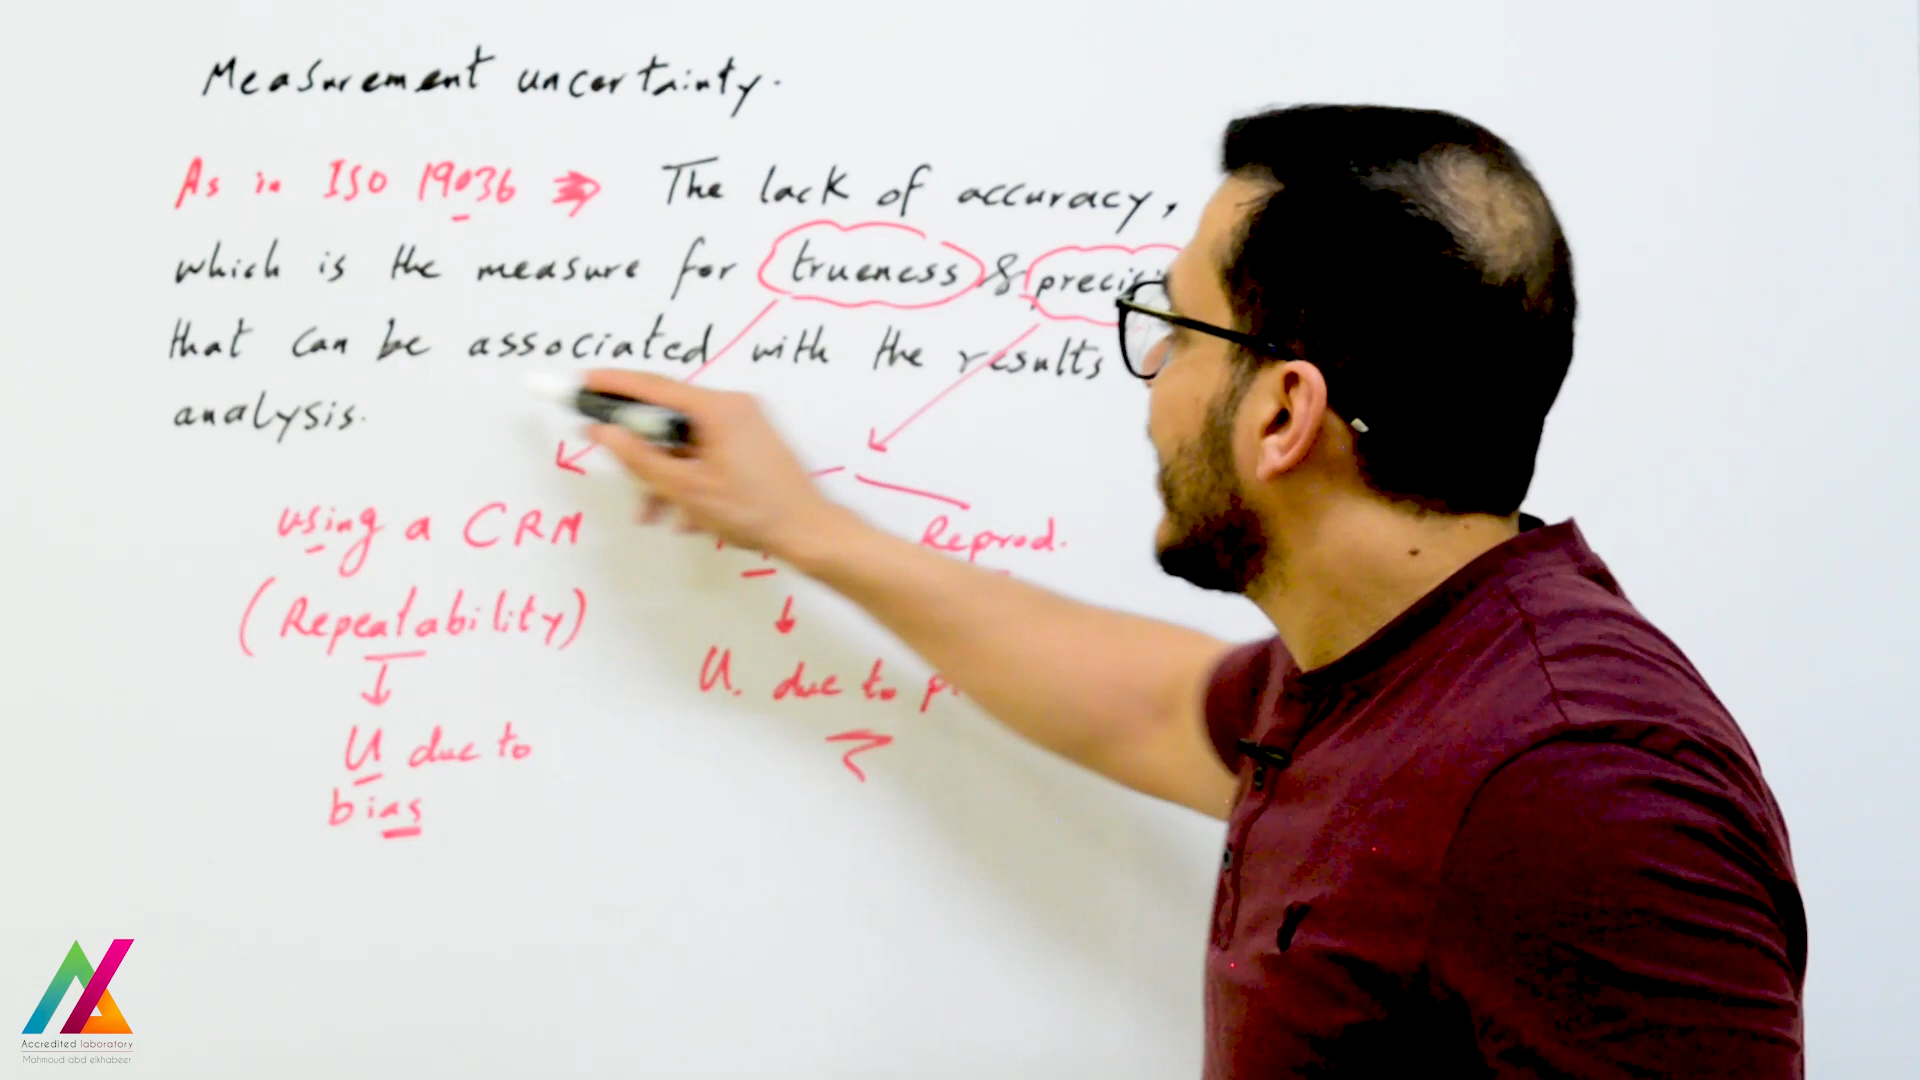 Measurement uncertainty.
As in ISO 19036 ⇒ The lack of accuracy,
which is the measure for trueness & precisi
that can be associated with the results
analysis.
using a CRM
(Repeatability)
↓
U due to
bias
Reprod.
↓
U. due to p
Accredited laboratory
Mahmoud abd elkhabeer